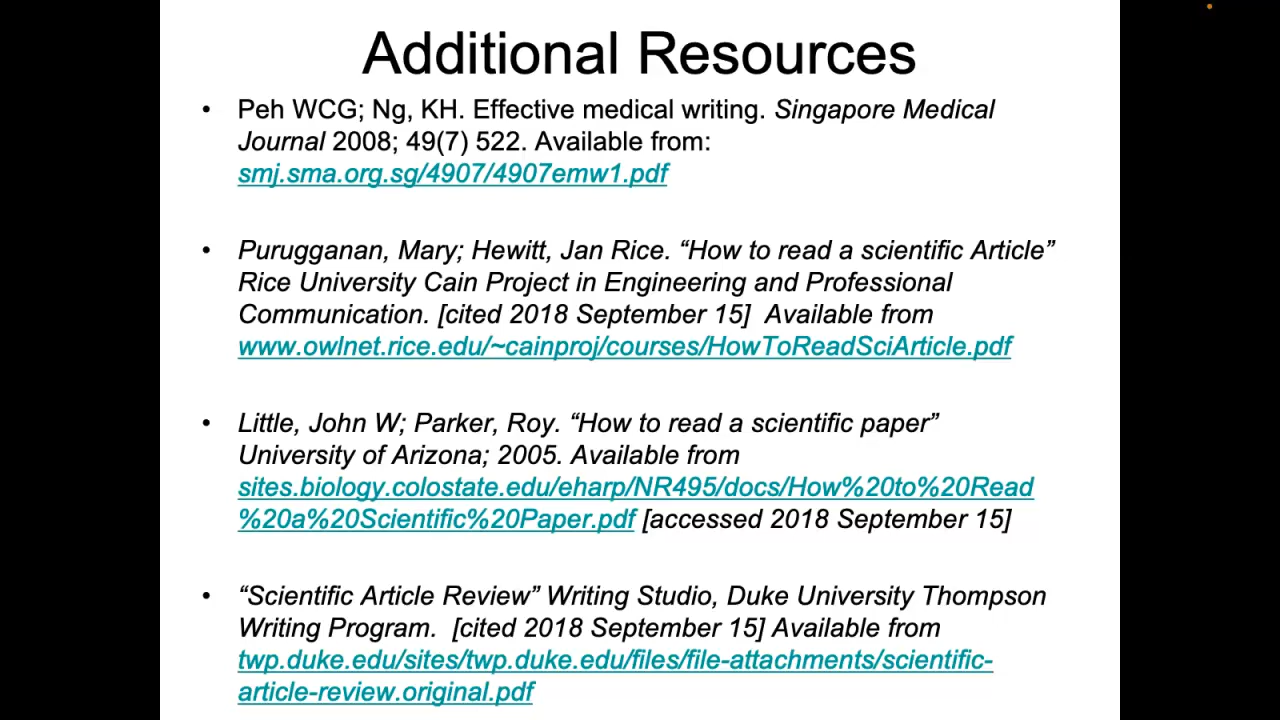 Additional Resources
• Peh WCG; Ng, KH. Effective medical writing. Singapore Medical
Journal 2008; 49(7) 522. Available from:
smj.sma.org.sg/4907/4907emw1.pdf
• Purugganan, Mary; Hewitt, Jan Rice. “How to read a scientific Article”
Rice University Cain Project in Engineering and Professional
Communication. [cited 2018 September 15]  Available from
www.owlnet.rice.edu/~cainproj/courses/HowToReadSciArticle.pdf
• Little, John W; Parker, Roy. “How to read a scientific paper”
University of Arizona; 2005. Available from
sites.biology.colostate.edu/eharp/NR495/docs/How%20to%20Read
%20a%20Scientific%20Paper.pdf [accessed 2018 September 15]
• “Scientific Article Review” Writing Studio, Duke University Thompson
Writing Program.  [cited 2018 September 15] Available from
twp.duke.edu/sites/twp.duke.edu/files/file-attachments/scientific-
article-review.original.pdf